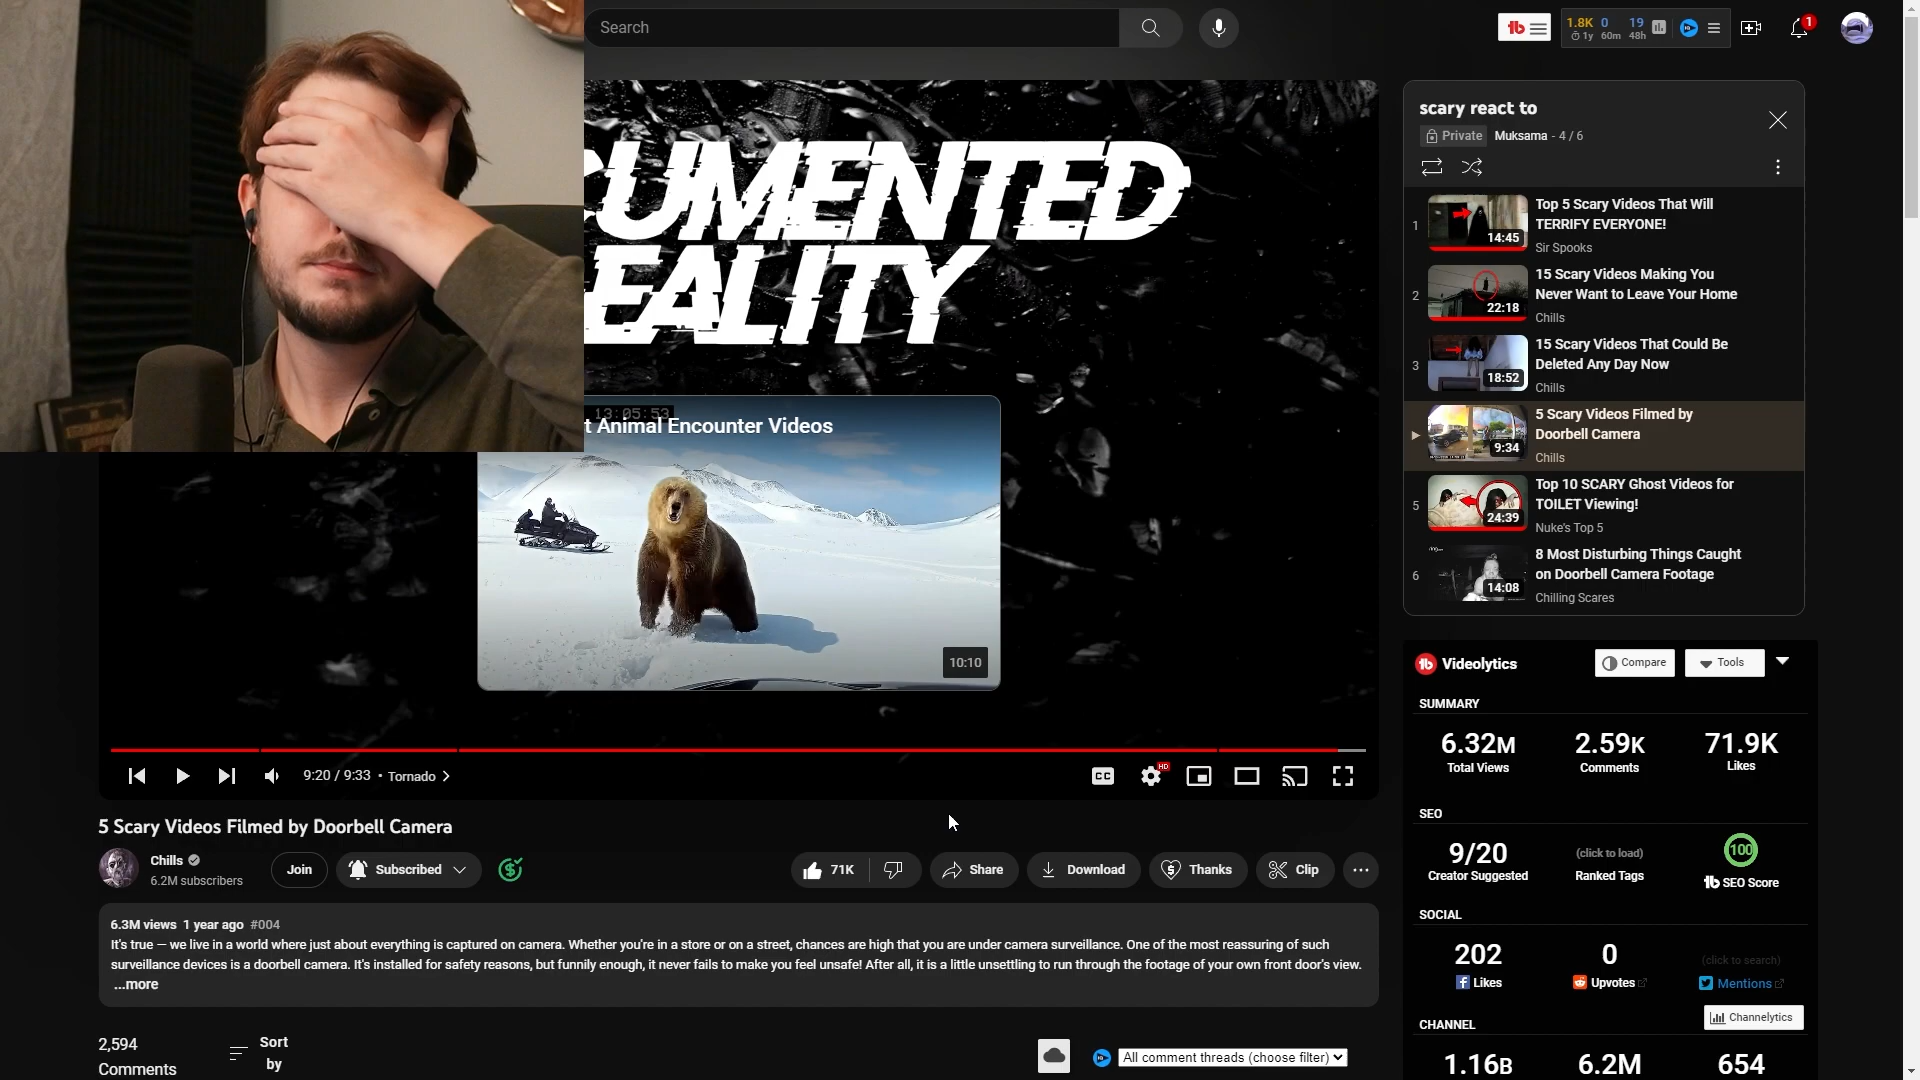 Search
1.8K 0 19
1y 60m 48h
1
CUMENTED
EALITY
13:05:53
t Animal Encounter Videos
10:10
9:20 / 9:33 • Tornado
CC
HD
5 Scary Videos Filmed by Doorbell Camera
Chills
6.2M subscribers
Join
Subscribed
71K
Share
Download
Thanks
Clip
6.3M views 1 year ago #004
It's true — we live in a world where just about everything is captured on camera. Whether you're in a store or on a street, chances are high that you are under camera surveillance. One of the most reassuring of such
surveillance devices is a doorbell camera. It's installed for safety reasons, but funnily enough, it never fails to make you feel unsafe! After all, it is a little unsettling to run through the footage of your own front door's view.
...more
2,594
Comments
Sort
by
All comment threads (choose filter)
scary react to
Private Muksama - 4 / 6
1
14:45
Top 5 Scary Videos That Will
TERRIFY EVERYONE!
Sir Spooks
2
22:18
15 Scary Videos Making You
Never Want to Leave Your Home
Chills
3
18:52
15 Scary Videos That Could Be
Deleted Any Day Now
Chills
9:34
5 Scary Videos Filmed by
Doorbell Camera
Chills
5
24:39
Top 10 SCARY Ghost Videos for
TOILET Viewing!
Nuke's Top 5
6
14:08
8 Most Disturbing Things Caught
on Doorbell Camera Footage
Chilling Scares
Videolytics
Compare
Tools
SUMMARY
6.32M 2.59K 71.9K
Total Views Comments Likes
SEO
9/20 (click to load) 100
Creator Suggested Ranked Tags SEO Score
SOCIAL
202 0 (click to search)
Likes Upvotes Mentions
Channelytics
CHANNEL
1.16B 6.2M 654